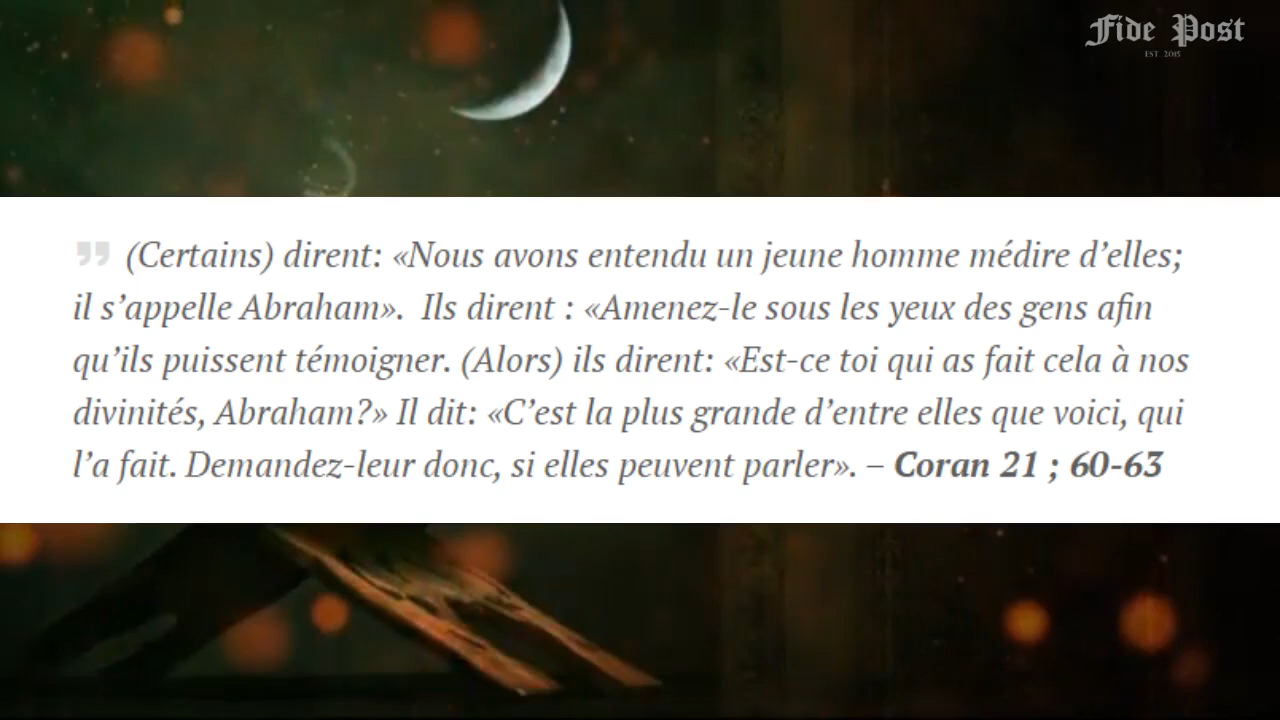 Fide Post
EST. 2015
” (Certains) dirent: «Nous avons entendu un jeune homme médire d’elles;
il s’appelle Abraham».  Ils dirent : «Amenez-le sous les yeux des gens afin
qu’ils puissent témoigner. (Alors) ils dirent: «Est-ce toi qui as fait cela à nos
divinités, Abraham?» Il dit: «C’est la plus grande d’entre elles que voici, qui
l’a fait. Demandez-leur donc, si elles peuvent parler». – Coran 21 ; 60-63